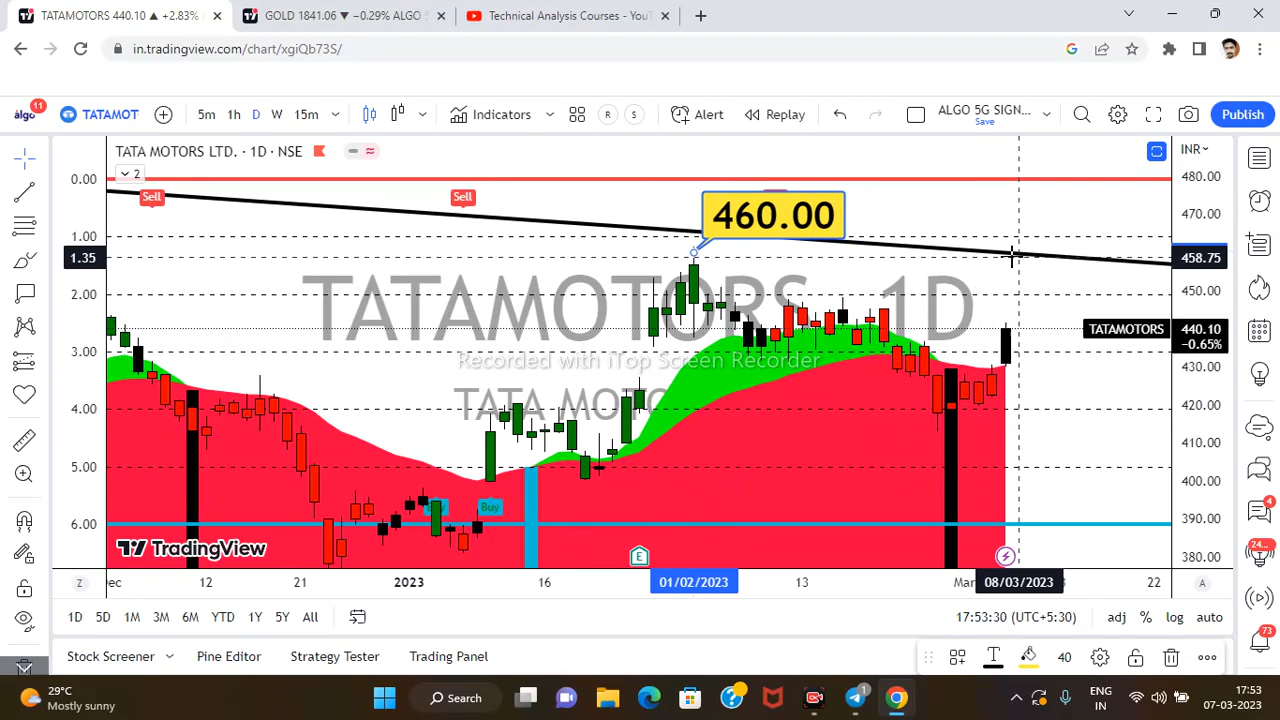 TATAMOTORS 440.10 ▲ +2.83%
GOLD 1841.06 ▼ −0.29% ALGO 5
Technical Analysis Courses - YouT
in.tradingview.com/chart/xgiQb73S/
algo
11
TATAMOT
5m
1h
D
W
15m
Indicators
R
S
Alert
Replay
ALGO 5G SIGN...
Save
Publish
TATA MOTORS LTD. · 1D · NSE
INR
2
0.00
1.00
1.35
2.00
3.00
4.00
5.00
6.00
Sell
Sell
460.00
TATAMOTORS, 1D
Recorded with iTop Screen Recorder
TATA MOTO
Buy
TradingView
E
480.00
470.00
458.75
450.00
TATAMOTORS
440.10
−0.65%
430.00
420.00
410.00
400.00
390.00
380.00
Z
12
21
2023
16
01/02/2023
13
Mar
08/03/2023
22
A
1D
5D
1M
3M
6M
YTD
1Y
5Y
All
17:53:30 (UTC+5:30)
adj
%
log
auto
Stock Screener
Pine Editor
Strategy Tester
Trading Panel
T
40
4
24...
73
29°C
Mostly sunny
Search
1
ENG
IN
17:53
07-03-2023